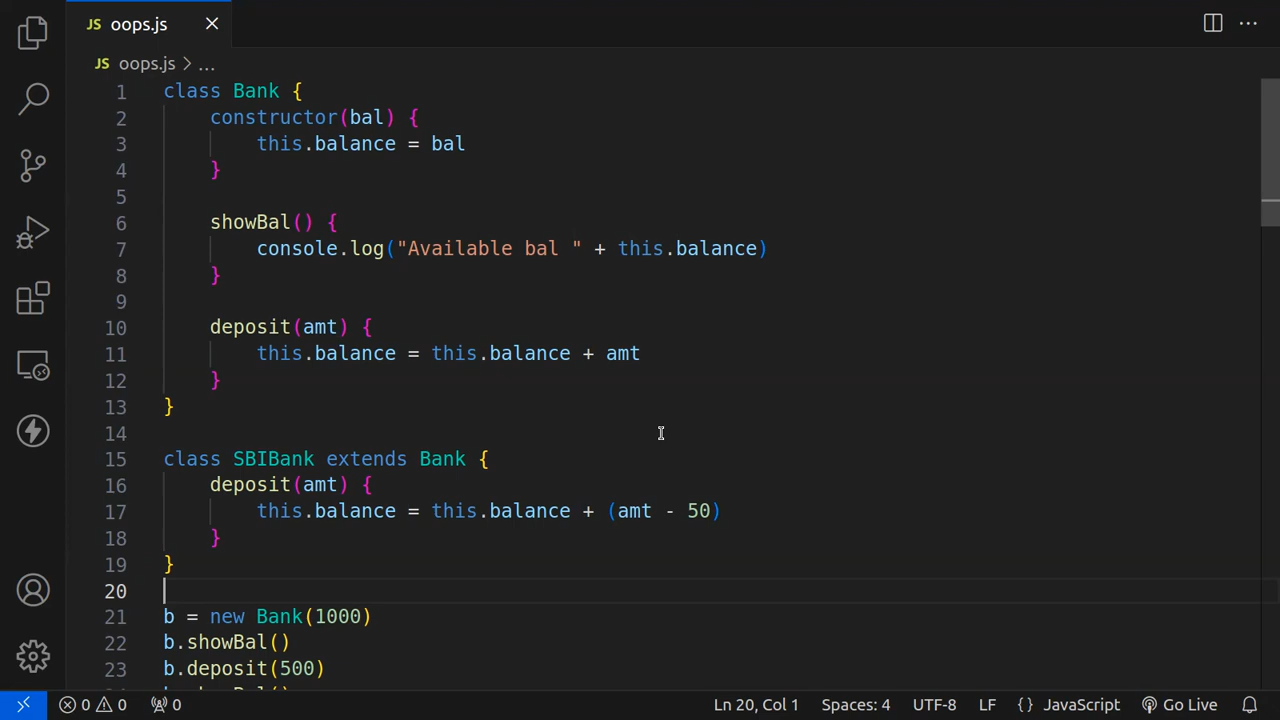 JS oops.js
JS oops.js > ...
1 class Bank {
2     constructor(bal) {
3         this.balance = bal
4     }
5
6     showBal() {
7         console.log("Available bal " + this.balance)
8     }
9
10     deposit(amt) {
11         this.balance = this.balance + amt
12     }
13 }
14
15 class SBIBank extends Bank {
16     deposit(amt) {
17         this.balance = this.balance + (amt - 50)
18     }
19 }
20
21 b = new Bank(1000)
22 b.showBal()
23 b.deposit(500)
0 0 0 Ln 20, Col 1 Spaces: 4 UTF-8 LF {} JavaScript Go Live